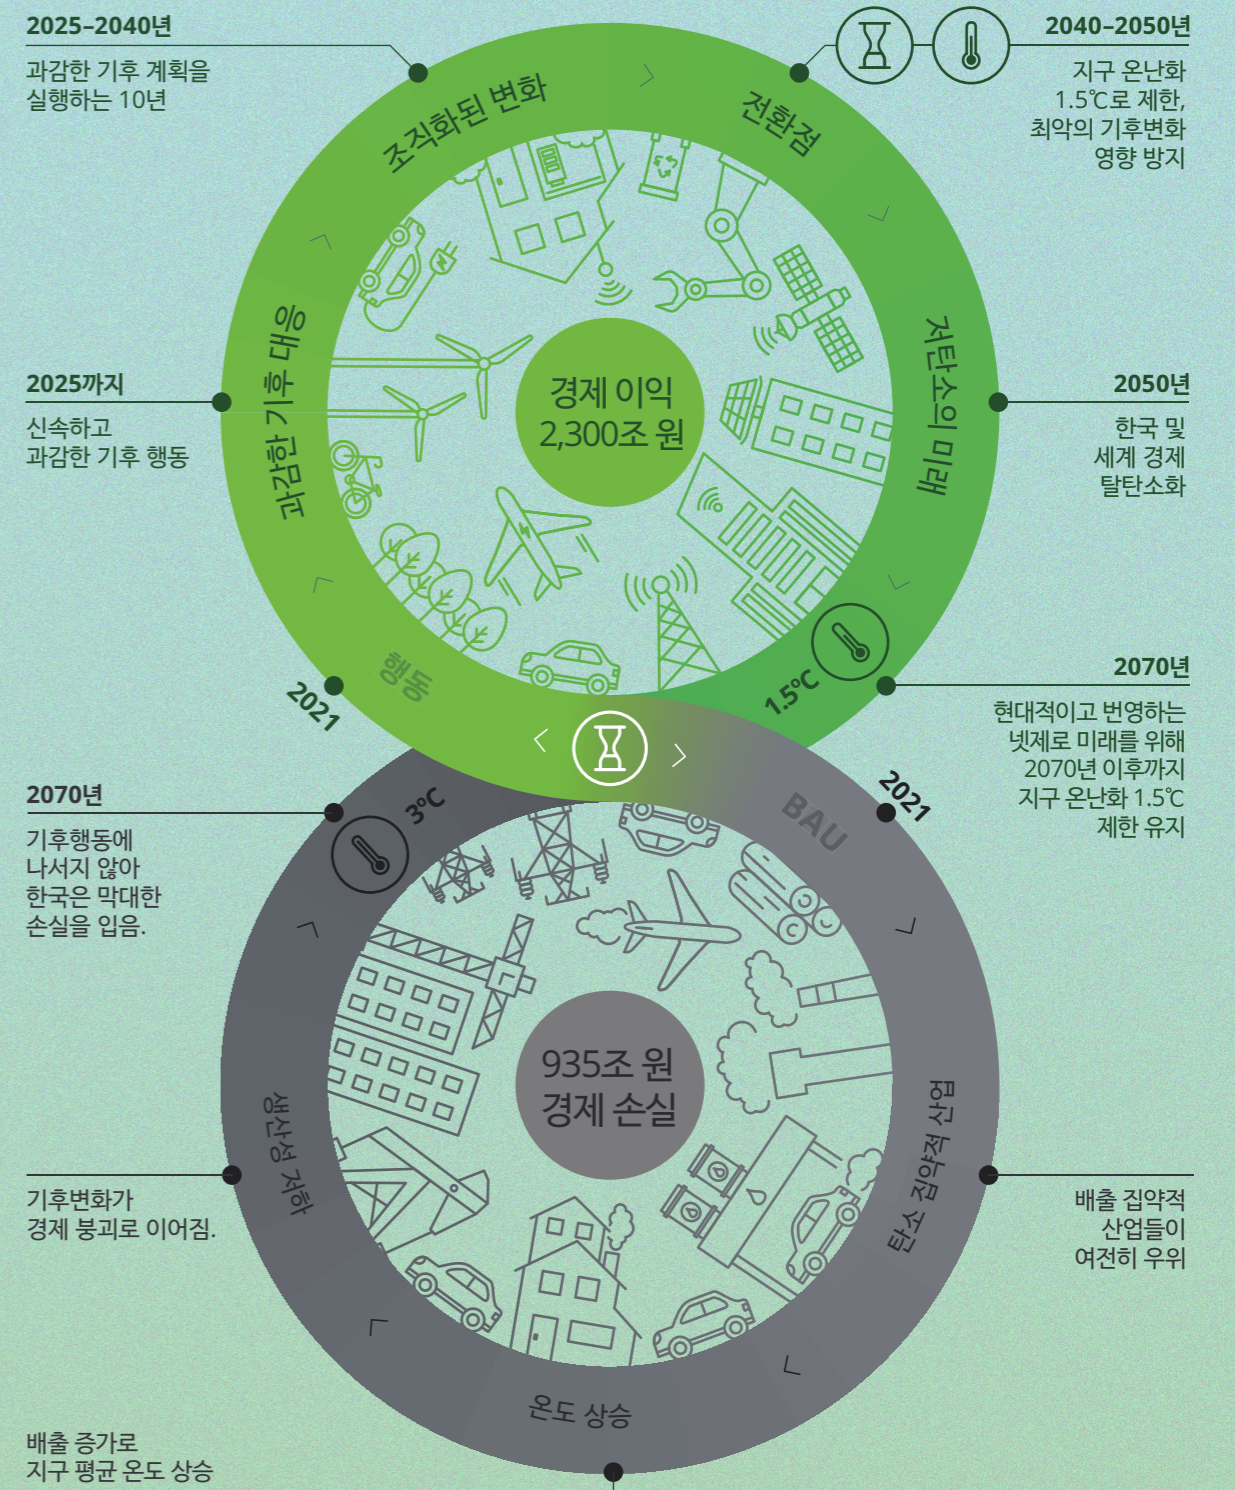 2025–2040년
과감한 기후 계획을
실행하는 10년
2040–2050년
지구 온난화
1.5℃로 제한,
최악의 기후변화
영향 방지
조직화된 변화
전환점
과감한 기후 대응
저탄소의 미래
2025까지
신속하고
과감한 기후 행동
경제 이익
2,300조 원
2050년
한국 및
세계 경제
탈탄소화
행동
2021
1.5℃
2070년
현대적이고 번영하는
넷제로 미래를 위해
2070년 이후까지
지구 온난화 1.5℃
제한 유지
2070년
기후행동에
나서지 않아
한국은 막대한
손실을 입음.
3℃
BAU
2021
935조 원
경제 손실
생산성 저하
탄소 집약적 산업
기후변화가
경제 붕괴로 이어짐.
배출 집약적
산업들이
여전히 우위
온도 상승
배출 증가로
지구 평균 온도 상승